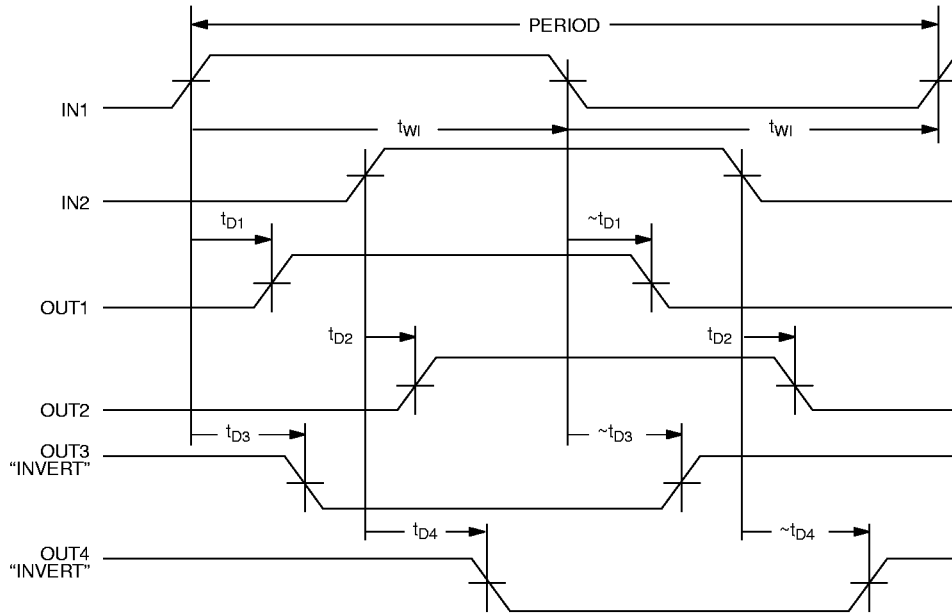 PERIOD
IN1
tWI tWI
IN2
tD1 ~tD1
OUT1
tD2 tD2
OUT2
tD3 ~tD3
OUT3
“INVERT”
tD4 ~tD4
OUT4
“INVERT”